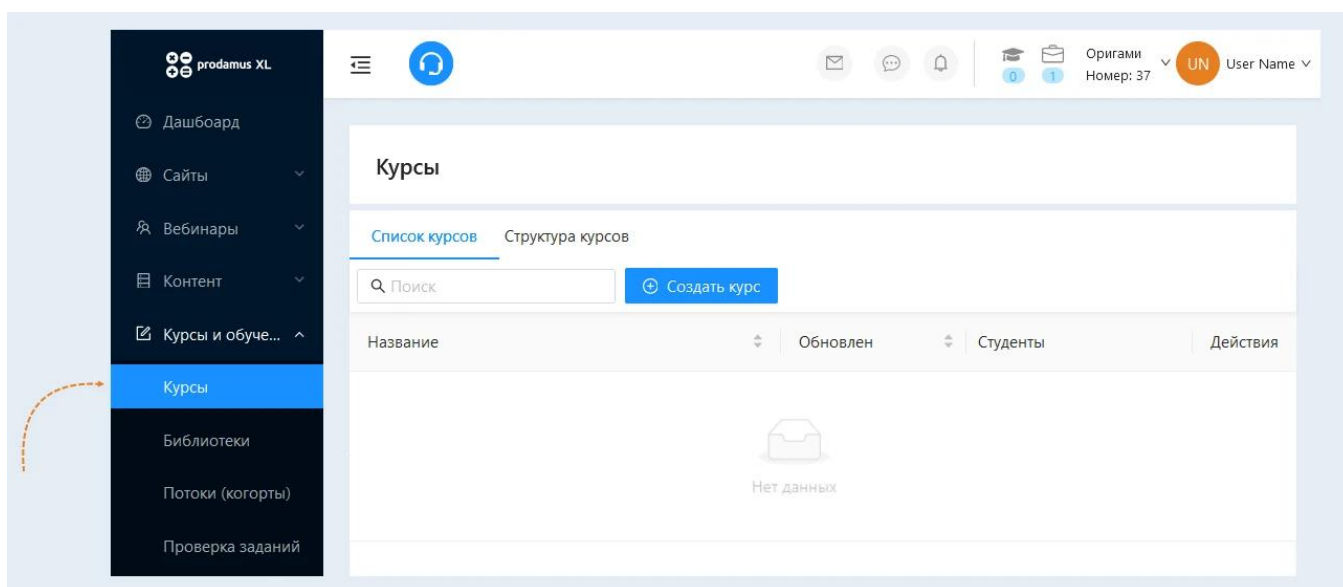 prodamus XL
Дашбоард
Сайты
Вебинары
Контент
Курсы и обуче...
Курсы
Библиотеки
Потоки (когорты)
Проверка заданий
0
1
Оригами
Номер: 37
UN
User Name
Курсы
Список курсов Структура курсов
Поиск
Создать курс
Название Обновлен Студенты Действия
Нет данных